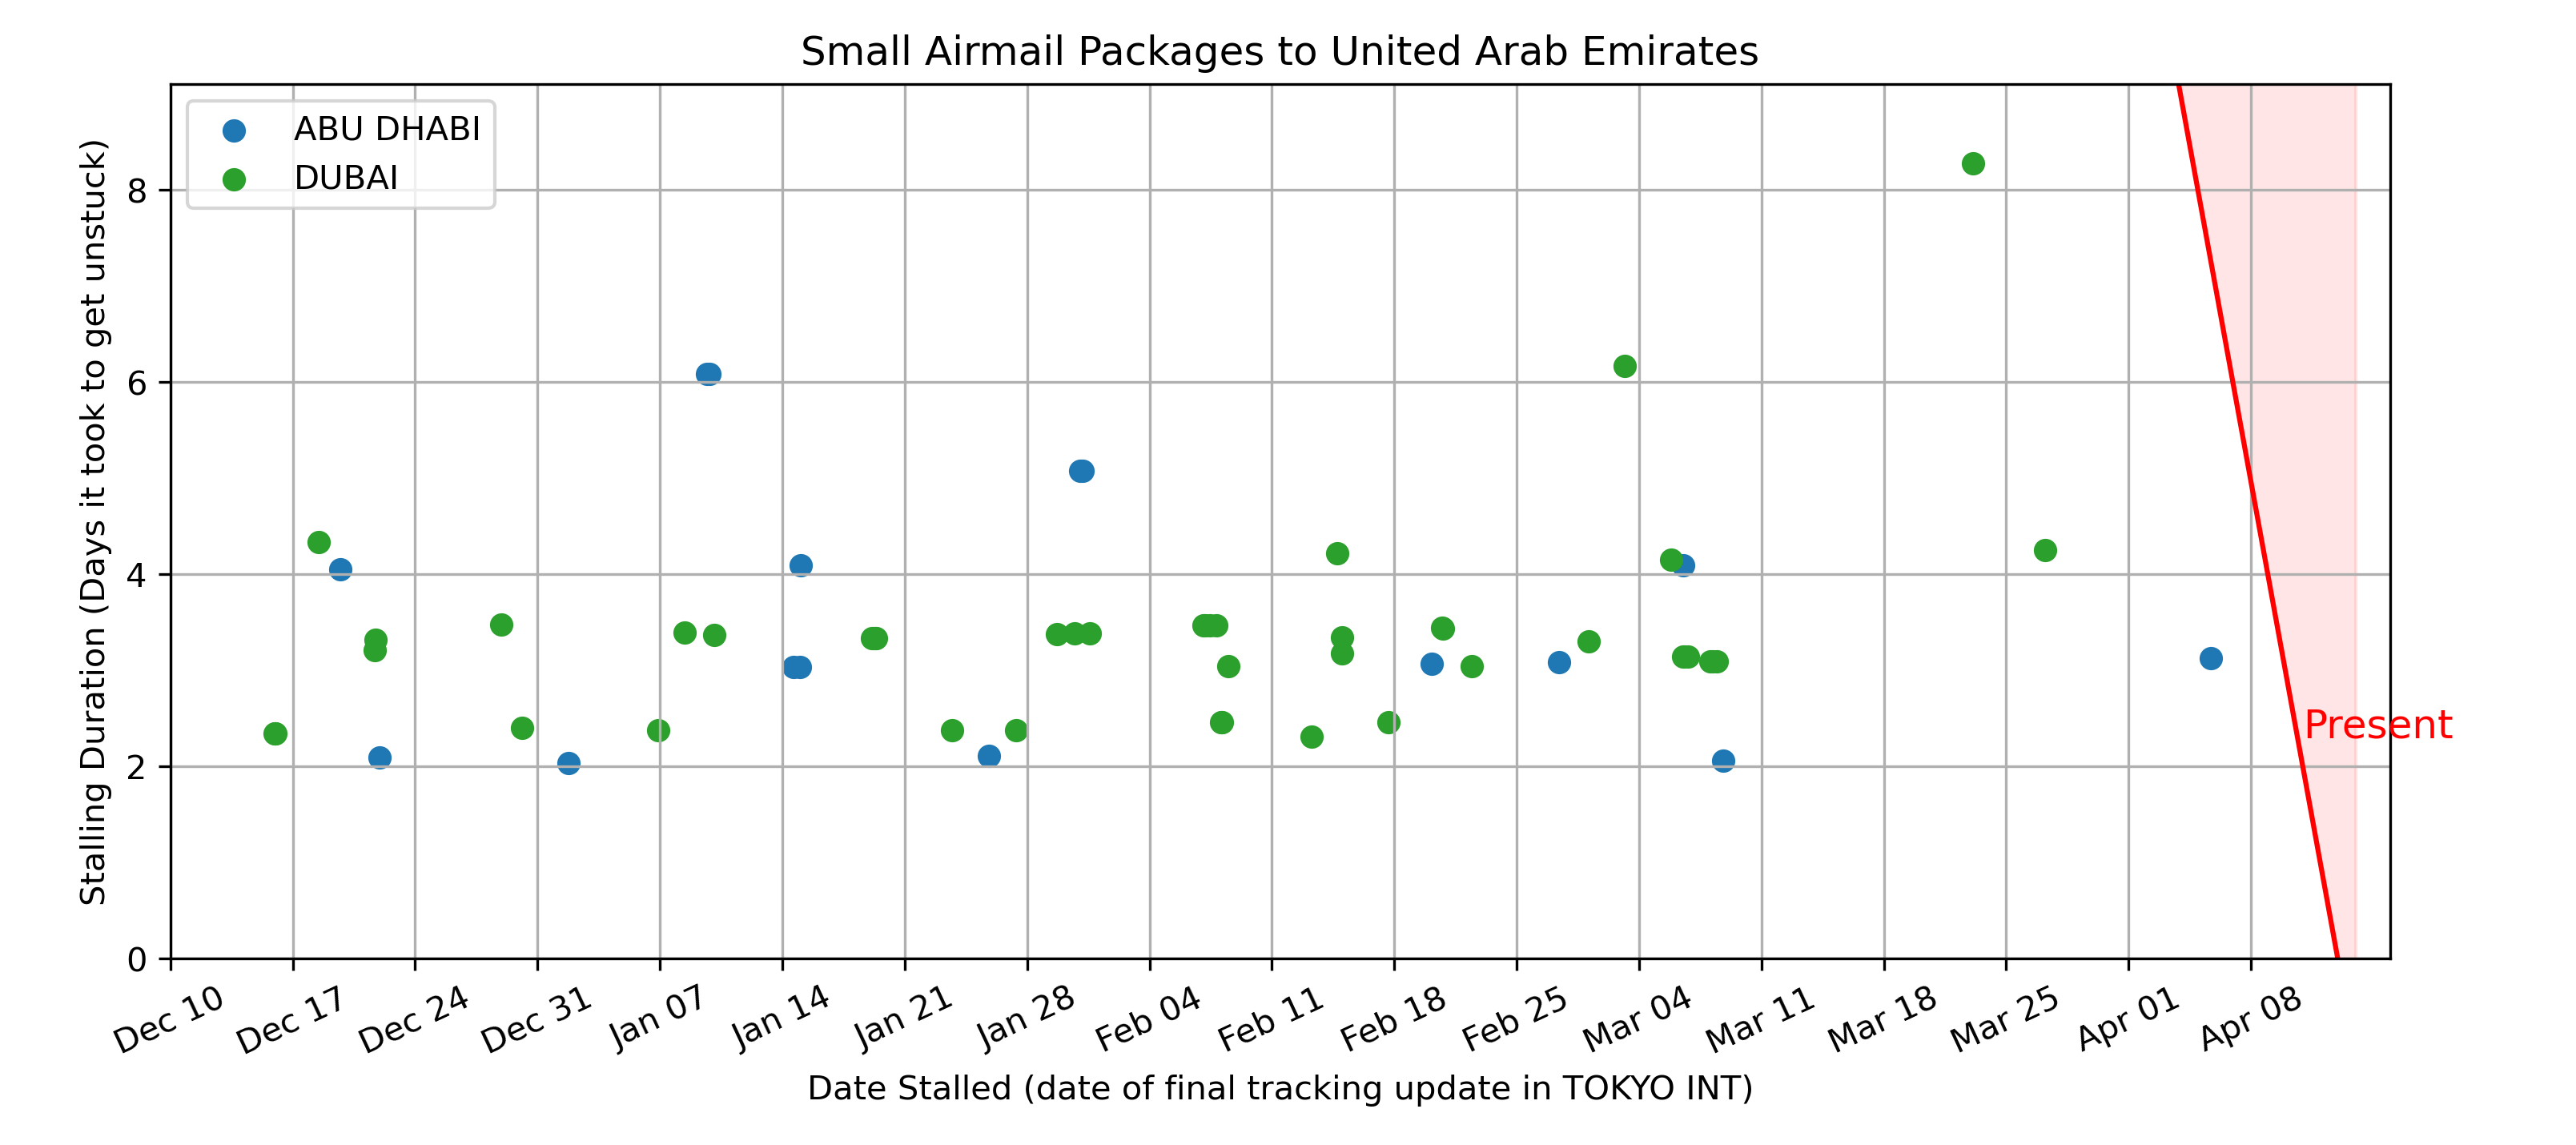 Small Airmail Packages to United Arab Emirates
ABU DHABI
DUBAI
Stalling Duration (Days it took to get unstuck)
8
6
4
2
0
Present
Dec 10
Dec 17
Dec 24
Dec 31
Jan 07
Jan 14
Jan 21
Jan 28
Feb 04
Feb 11
Feb 18
Feb 25
Mar 04
Mar 11
Mar 18
Mar 25
Apr 01
Apr 08
Date Stalled (date of final tracking update in TOKYO INT)